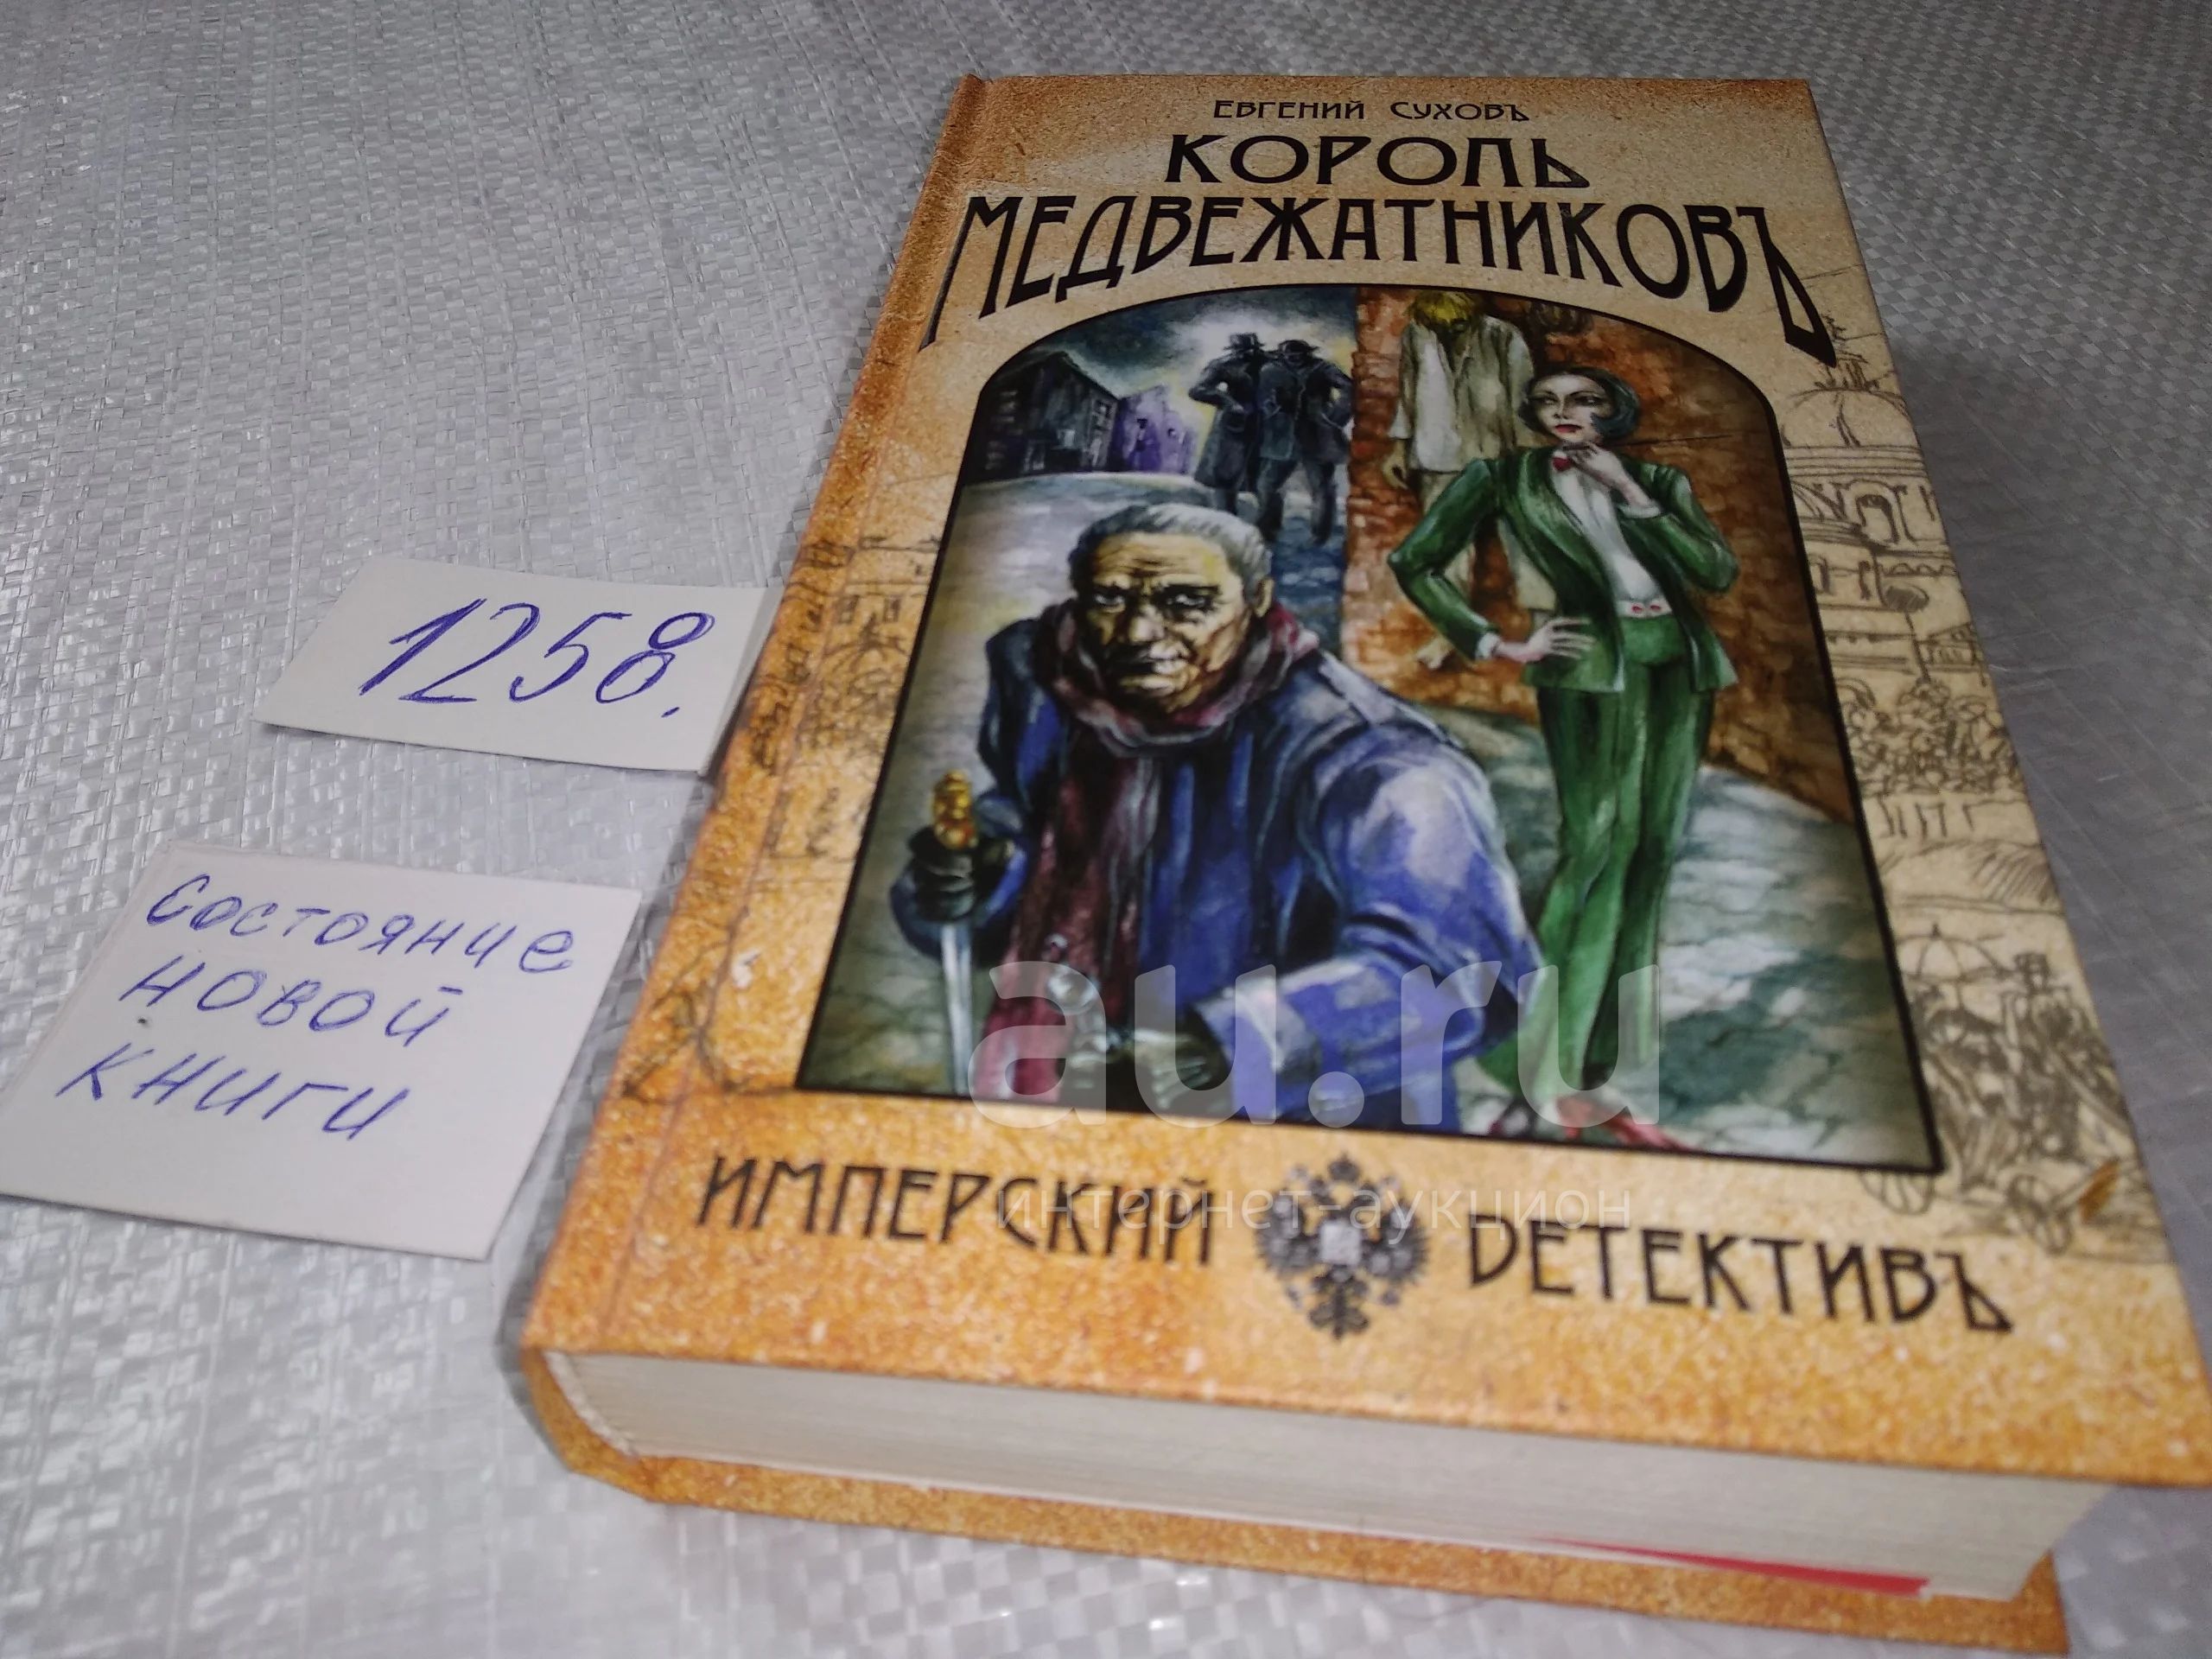 ЕВГЕНИЙ СУХОВЪ
КОРОЛЬ
МЕДВЕЖАТНИКОВЪ
1258.
Состояние
новой
книги
au.ru
интернет-аукцион
ИМПЕРСКИЙ ДЕТЕКТИВЪ